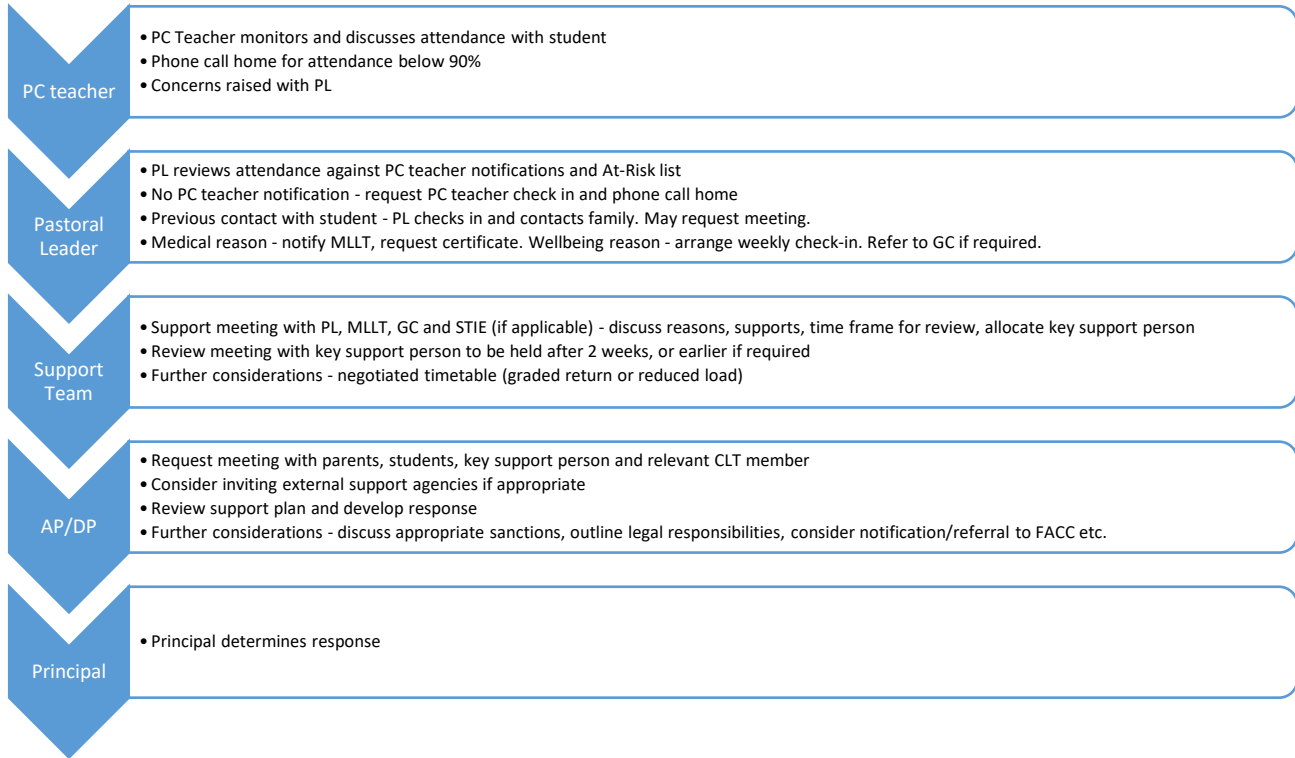 PC teacher
• PC Teacher monitors and discusses attendance with student
• Phone call home for attendance below 90%
• Concerns raised with PL
Pastoral
Leader
• PL reviews attendance against PC teacher notifications and At-Risk list
• No PC teacher notification - request PC teacher check in and phone call home
• Previous contact with student - PL checks in and contacts family. May request meeting.
• Medical reason - notify MLLT, request certificate. Wellbeing reason - arrange weekly check-in. Refer to GC if required.
Support
Team
• Support meeting with PL, MLLT, GC and STIE (if applicable) - discuss reasons, supports, time frame for review, allocate key support person
• Review meeting with key support person to be held after 2 weeks, or earlier if required
• Further considerations - negotiated timetable (graded return or reduced load)
AP/DP
• Request meeting with parents, students, key support person and relevant CLT member
• Consider inviting external support agencies if appropriate
• Review support plan and develop response
• Further considerations - discuss appropriate sanctions, outline legal responsibilities, consider notification/referral to FACC etc.
Principal
• Principal determines response